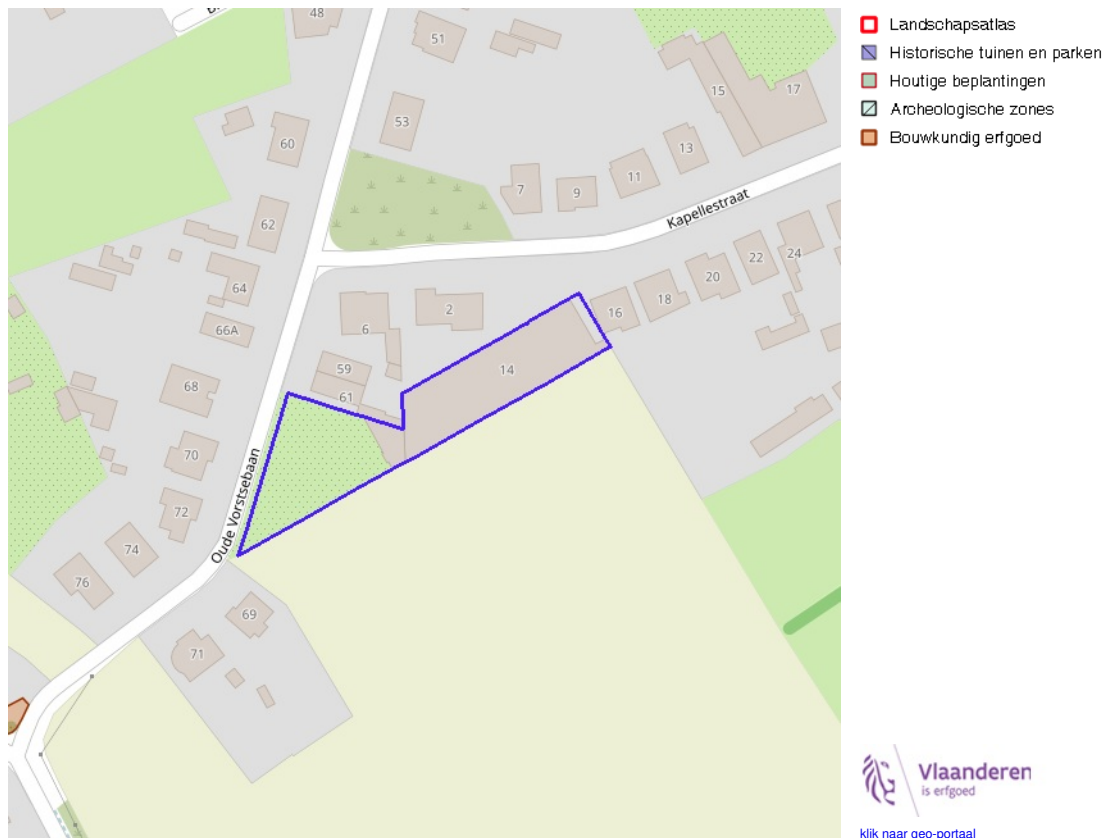 48
51
53
60
62
64
66A
68
70
72
74
76
15
17
13
11
9
7
Kapellestraat
24
22
20
18
16
2
6
14
59
61
Oude Vorstsebaan
69
71
Landschapsatlas
Historische tuinen en parken
Houtige beplantingen
Archeologische zones
Bouwkundig erfgoed
Vlaanderen
is erfgoed
klik naar geo-portaal